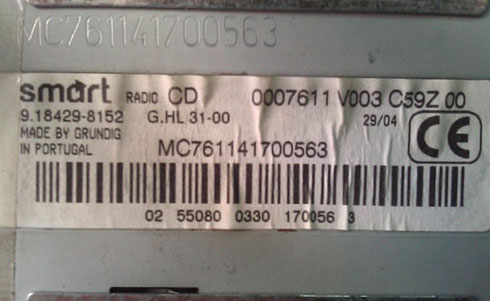 MC761141700563
smart RADIO CD 0007611 V003 C59Z 00
9.18429-8152 G.HL 31-00 29/04
MADE BY GRUNDIG
IN PORTUGAL MC761141700563 CE
02 55080 0330 170056 3